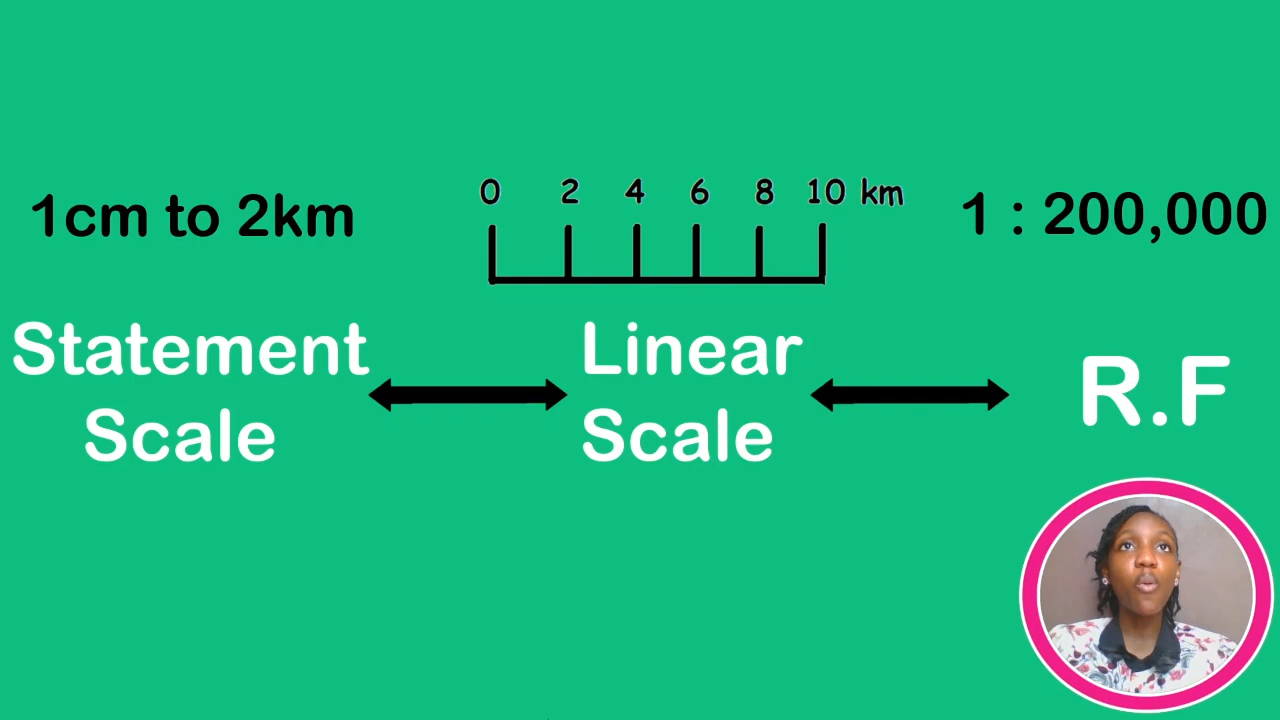 1cm to 2km
0 2 4 6 8 10 km
1 : 200,000
Statement
Scale
Linear
Scale
R.F